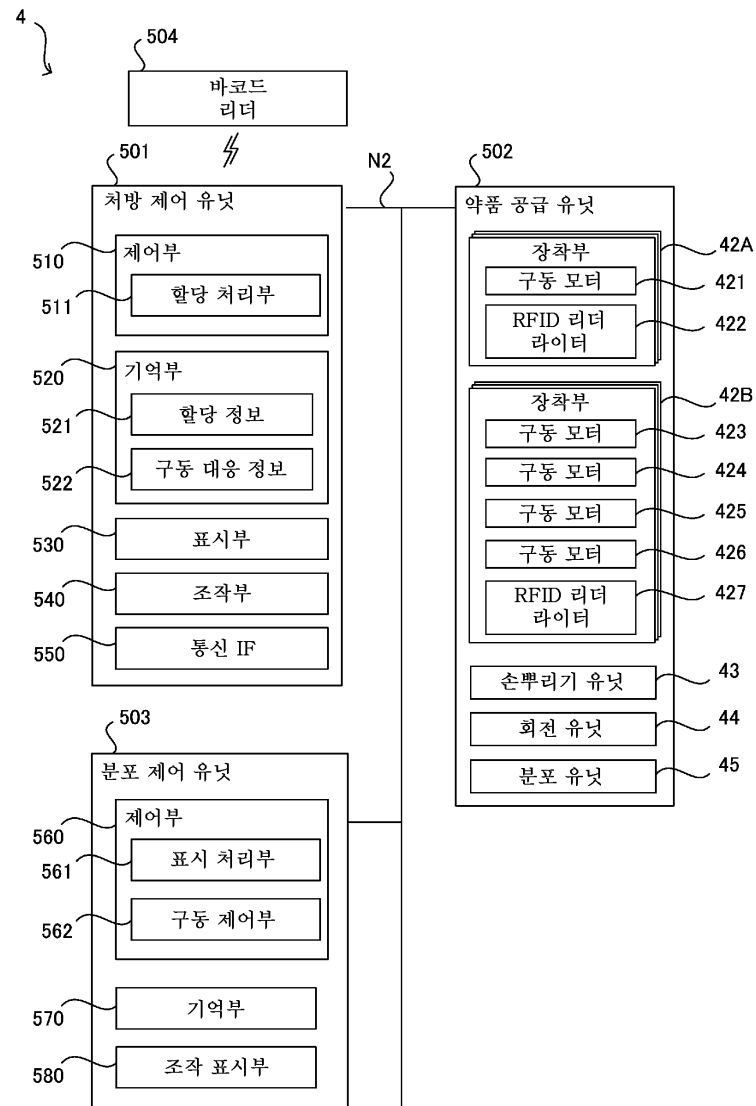 4
504
바코드
리더
501
처방 제어 유닛
510
제어부
511
할당 처리부
520
기억부
521
할당 정보
522
구동 대응 정보
530
표시부
540
조작부
550
통신 IF
N2
502
약품 공급 유닛
42A
장착부
구동 모터
421
RFID 리더
라이터
422
42B
장착부
구동 모터
423
구동 모터
424
구동 모터
425
구동 모터
426
RFID 리더
라이터
427
손뿌리기 유닛
43
회전 유닛
44
분포 유닛
45
503
분포 제어 유닛
560
제어부
561
표시 처리부
562
구동 제어부
570
기억부
580
조작 표시부